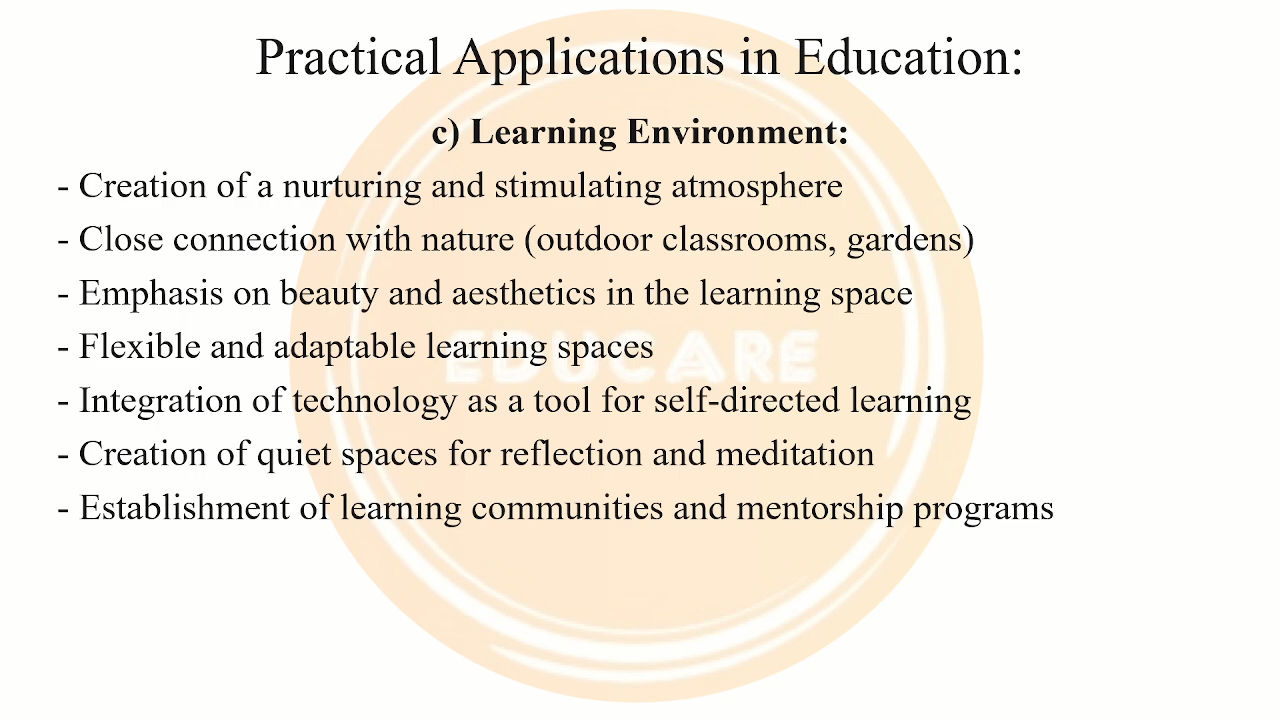 Practical Applications in Education:
c) Learning Environment:
- Creation of a nurturing and stimulating atmosphere
- Close connection with nature (outdoor classrooms, gardens)
- Emphasis on beauty and aesthetics in the learning space
- Flexible and adaptable learning spaces
EDUCARE
- Integration of technology as a tool for self-directed learning
- Creation of quiet spaces for reflection and meditation
- Establishment of learning communities and mentorship programs